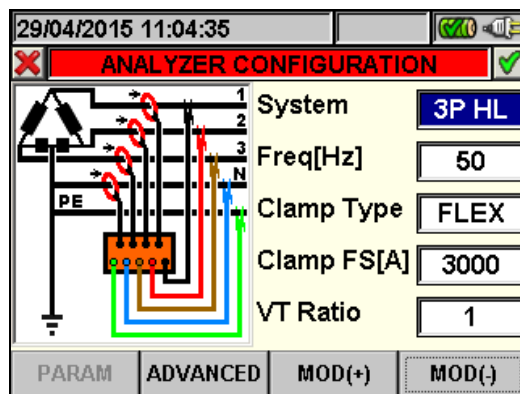 29/04/2015 11:04:35
ANALYZER CONFIGURATION
1
2
3
N
PE
System 3P HL
Freq[Hz] 50
Clamp Type FLEX
Clamp FS[A] 3000
VT Ratio 1
PARAM ADVANCED MOD(+) MOD(-)